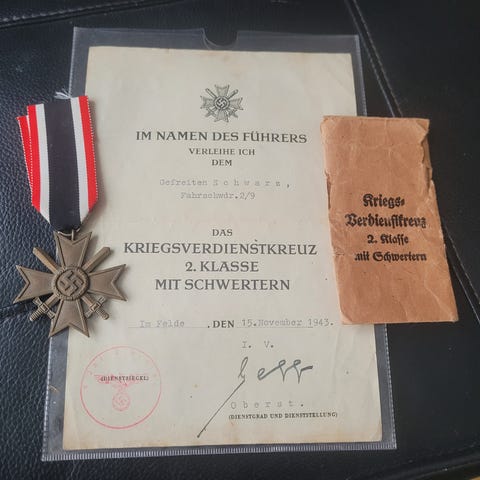 IM NAMEN DES FÜHRERS
VERLEIHE ICH
DEM
Gefreiten Schwarz,
Fahrschwdr.2/9
DAS
KRIEGSVERDIENSTKREUZ
2. KLASSE
MIT SCHWERTERN
Im Felde ,DEN 15.November 1943.
I. V.
Oberst.
(DIENSTGRAD UND DIENSTSTELLUNG)
(DIENSTSIEGEL)
Kriegs-
Verdienstkreuz
2. Klasse
mit Schwertern